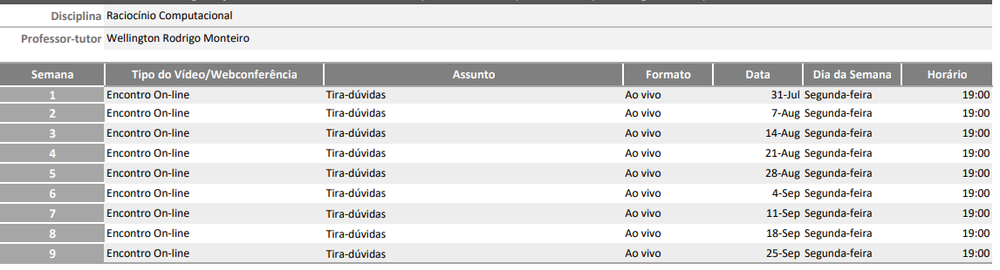 Disciplina Raciocínio Computacional
Professor-tutor Wellington Rodrigo Monteiro
Semana Tipo do Vídeo/Webconferência Assunto Formato Data Dia da Semana Horário
1 Encontro On-line Tira-dúvidas Ao vivo 31-Jul Segunda-feira 19:00
2 Encontro On-line Tira-dúvidas Ao vivo 7-Aug Segunda-feira 19:00
3 Encontro On-line Tira-dúvidas Ao vivo 14-Aug Segunda-feira 19:00
4 Encontro On-line Tira-dúvidas Ao vivo 21-Aug Segunda-feira 19:00
5 Encontro On-line Tira-dúvidas Ao vivo 28-Aug Segunda-feira 19:00
6 Encontro On-line Tira-dúvidas Ao vivo 4-Sep Segunda-feira 19:00
7 Encontro On-line Tira-dúvidas Ao vivo 11-Sep Segunda-feira 19:00
8 Encontro On-line Tira-dúvidas Ao vivo 18-Sep Segunda-feira 19:00
9 Encontro On-line Tira-dúvidas Ao vivo 25-Sep Segunda-feira 19:00